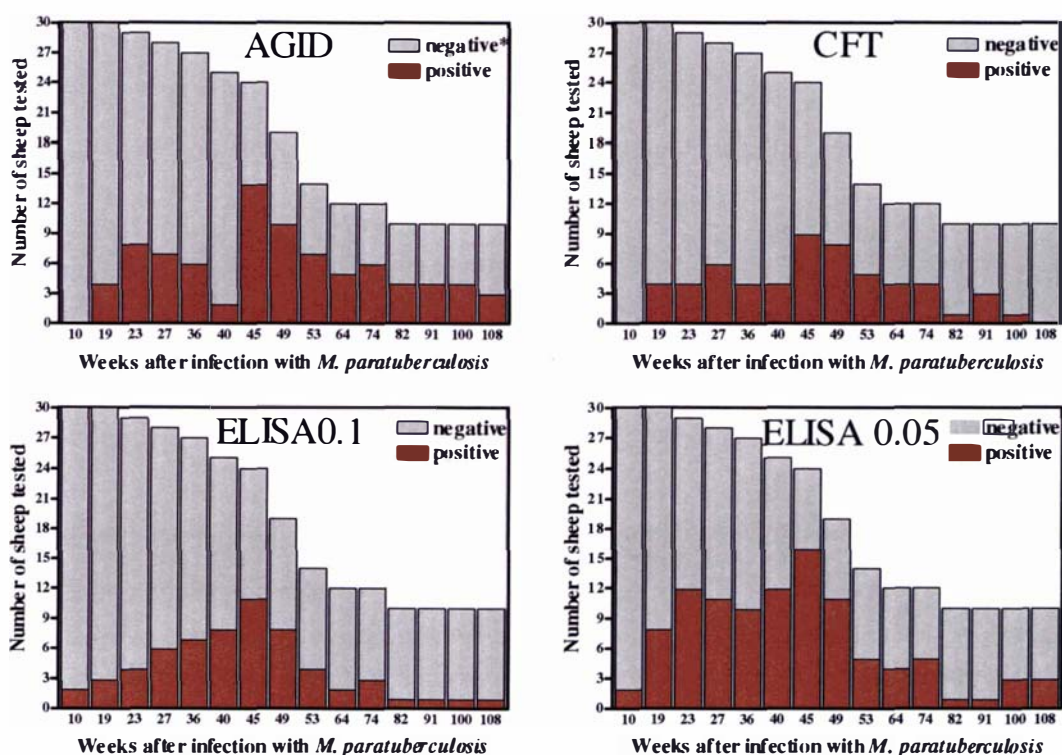 AGID
negative*
positive
Number of sheep tested
30
27
24
21
18
15
12
9
6
3
0
10 19 23 27 36 40 45 49 53 64 74 82 91 100 108
Weeks after infection with M. paratuberculosis
CFT
negative
positive
Number of sheep tested
30
27
24
21
18
15
12
9
6
3
0
10 19 23 27 36 40 45 49 53 64 74 82 91 100 108
Weeks after infection with M. paratuberculosis
ELISA0.1
negative
positive
Number of sheep tested
30
27
24
21
18
15
12
9
6
3
0
10 19 23 27 36 40 45 49 53 64 74 82 91 100 108
Weeks after infection with M. paratuberculosis
ELISA 0.05
negative
positive
Number of sheep tested
30
27
24
21
18
15
12
9
6
3
0
10 19 23 27 36 40 45 49 53 64 74 82 91 100 108
Weeks after infection with M. paratuberculosis